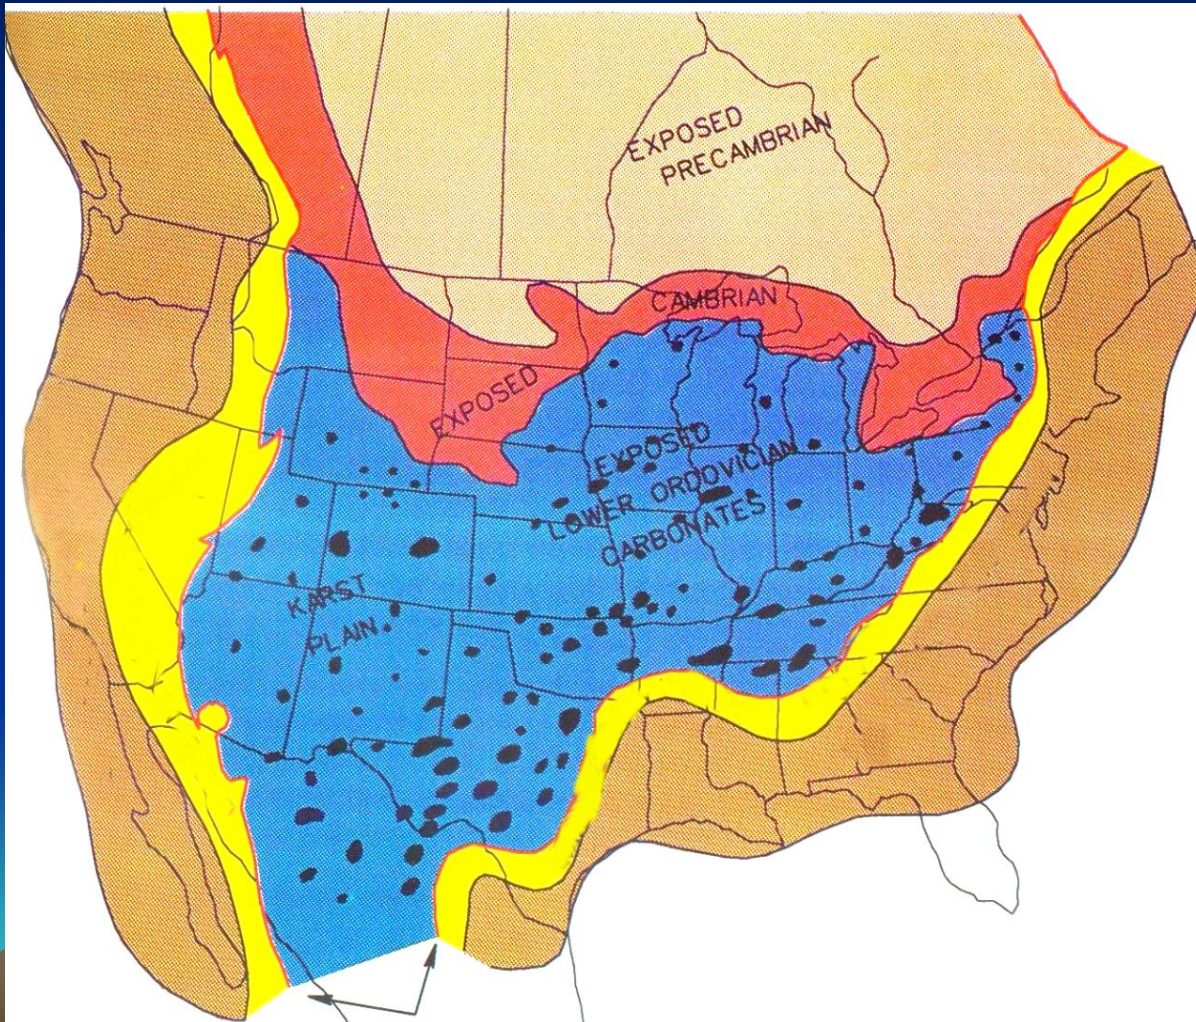 EXPOSED
PRECAMBRIAN
CAMBRIAN
EXPOSED
EXPOSED
LOWER ORDOVICIAN
CARBONATES
KARST
PLAIN